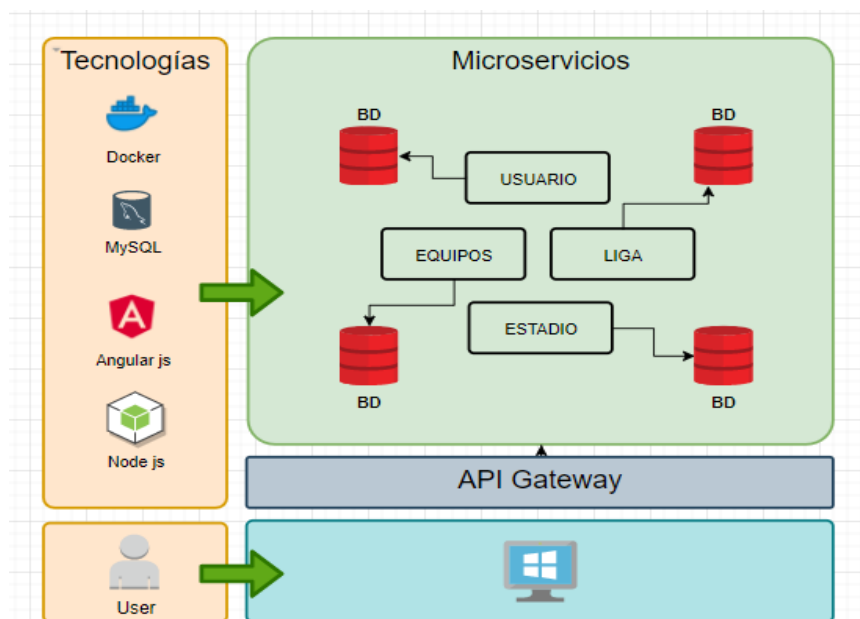 Tecnologías
Docker
MySQL
Angular js
Node js
Microservicios
BD
BD
USUARIO
EQUIPOS
LIGA
ESTADIO
BD
BD
API Gateway
User